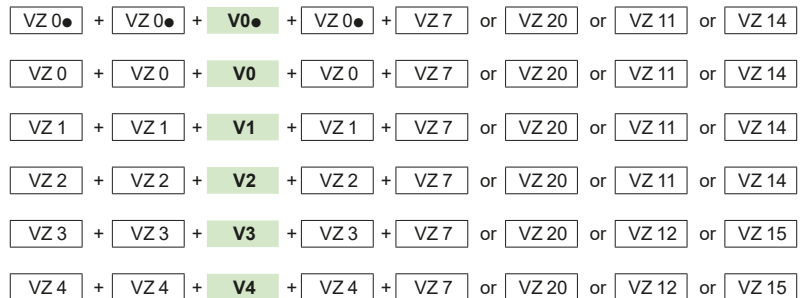 VZ 0● + VZ 0● + V0● + VZ 0● + VZ 7 or VZ 20 or VZ 11 or VZ 14
VZ 0 + VZ 0 + V0 + VZ 0 + VZ 7 or VZ 20 or VZ 11 or VZ 14
VZ 1 + VZ 1 + V1 + VZ 1 + VZ 7 or VZ 20 or VZ 11 or VZ 14
VZ 2 + VZ 2 + V2 + VZ 2 + VZ 7 or VZ 20 or VZ 11 or VZ 14
VZ 3 + VZ 3 + V3 + VZ 3 + VZ 7 or VZ 20 or VZ 12 or VZ 15
VZ 4 + VZ 4 + V4 + VZ 4 + VZ 7 or VZ 20 or VZ 12 or VZ 15